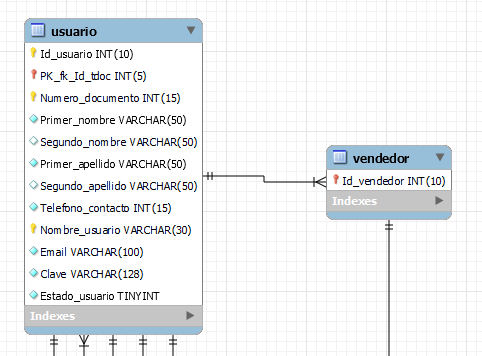 usuario
Id_usuario INT(10)
PK_fk_Id_tdoc INT(5)
Numero_documento INT(15)
Primer_nombre VARCHAR(50)
Segundo_nombre VARCHAR(50)
Primer_apellido VARCHAR(50)
Segundo_apellido VARCHAR(50)
Telefono_contacto INT(15)
Nombre_usuario VARCHAR(30)
Email VARCHAR(100)
Clave VARCHAR(128)
Estado_usuario TINYINT
Indexes
vendedor
Id_vendedor INT(10)
Indexes